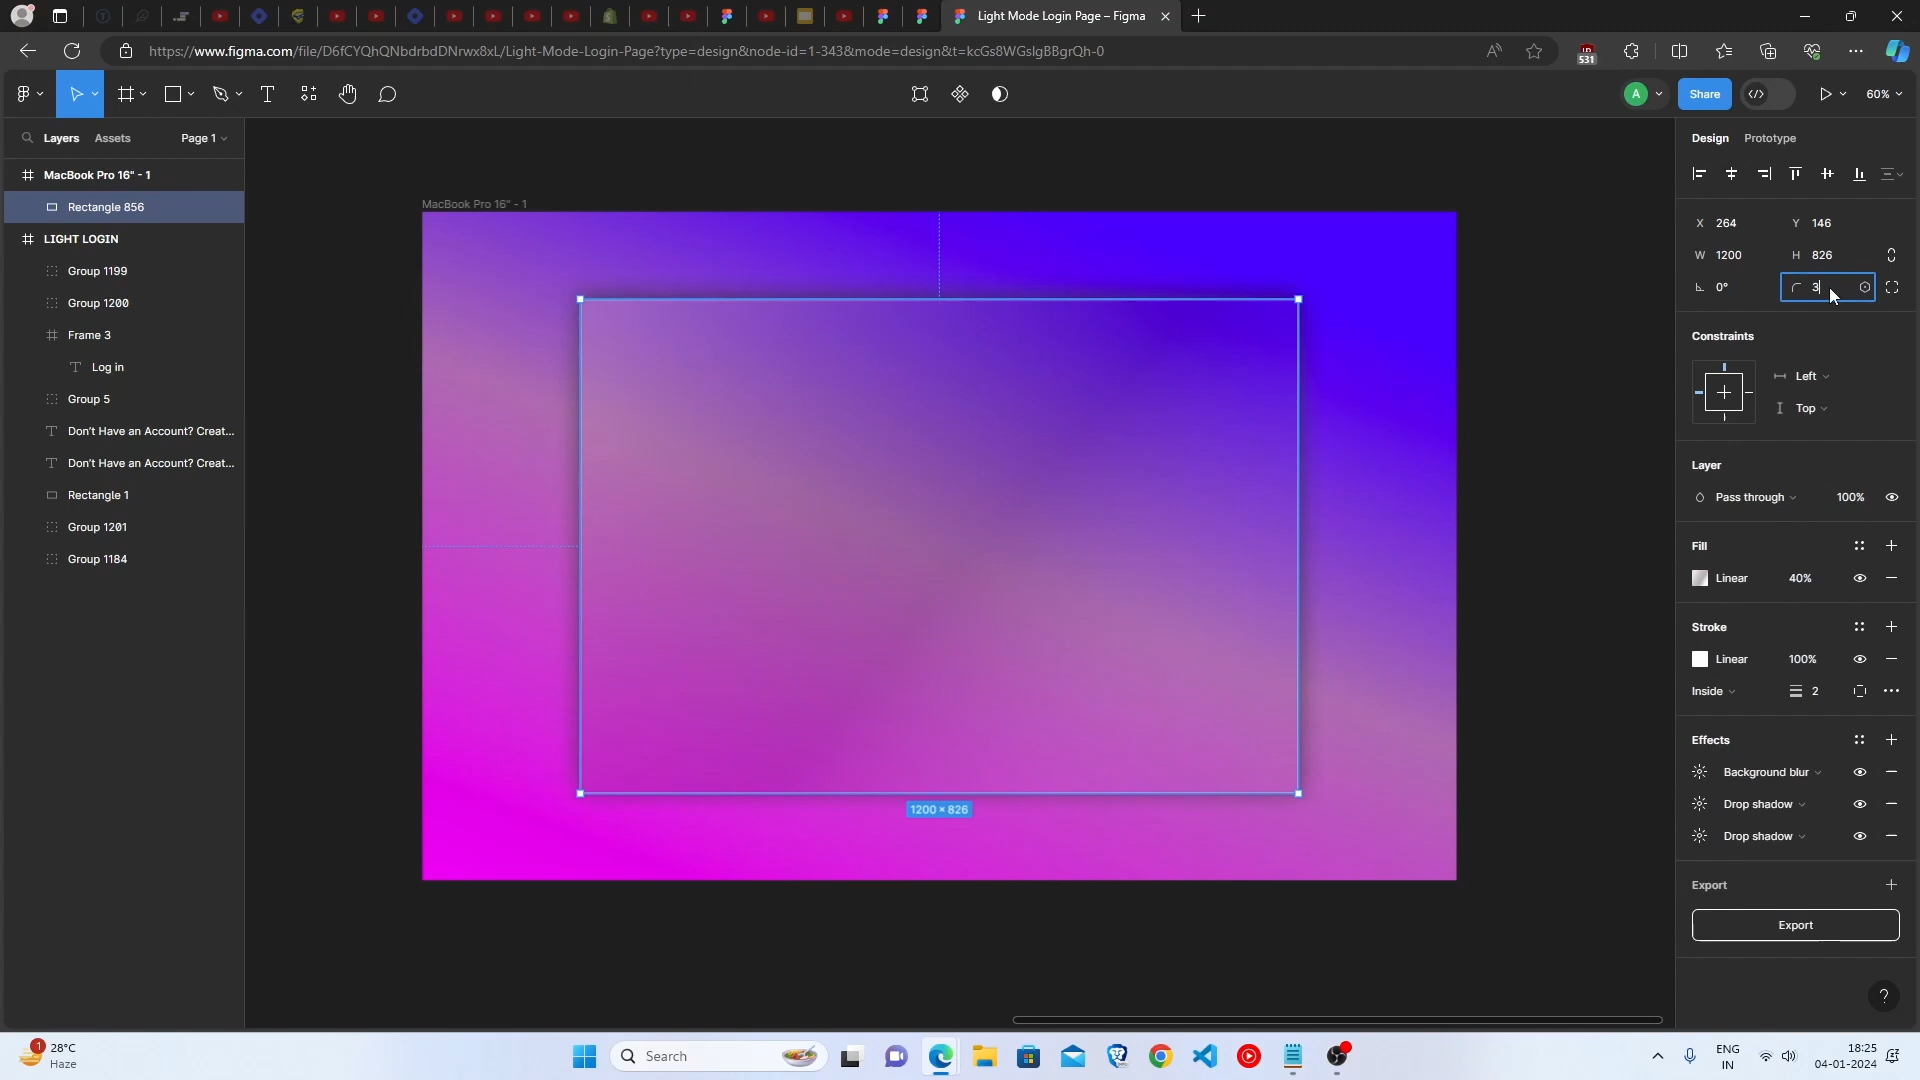 Light Mode Login Page – Figma
https://www.figma.com/file/D6fCYQhQNbdrbdDNrwx8xL/Light-Mode-Login-Page?type=design&node-id=1-343&mode=design&t=kcGs8WGslgBBgrQh-0
531
A
Share
60%
Layers
Assets
Page 1
Design
Prototype
MacBook Pro 16" - 1
Rectangle 856
LIGHT LOGIN
Group 1199
Group 1200
Frame 3
Log in
Group 5
Don't Have an Account? Creat...
Don't Have an Account? Creat...
Rectangle 1
Group 1201
Group 1184
MacBook Pro 16" - 1
1200 × 826
X 264
Y 146
W 1200
H 826
0°
3
Constraints
Left
Top
Layer
Pass through
100%
Fill
Linear
40%
Stroke
Linear
100%
Inside
2
Effects
Background blur
Drop shadow
Drop shadow
Export
Export
?
1
28°C
Haze
Search
ENG
IN
18:25
04-01-2024